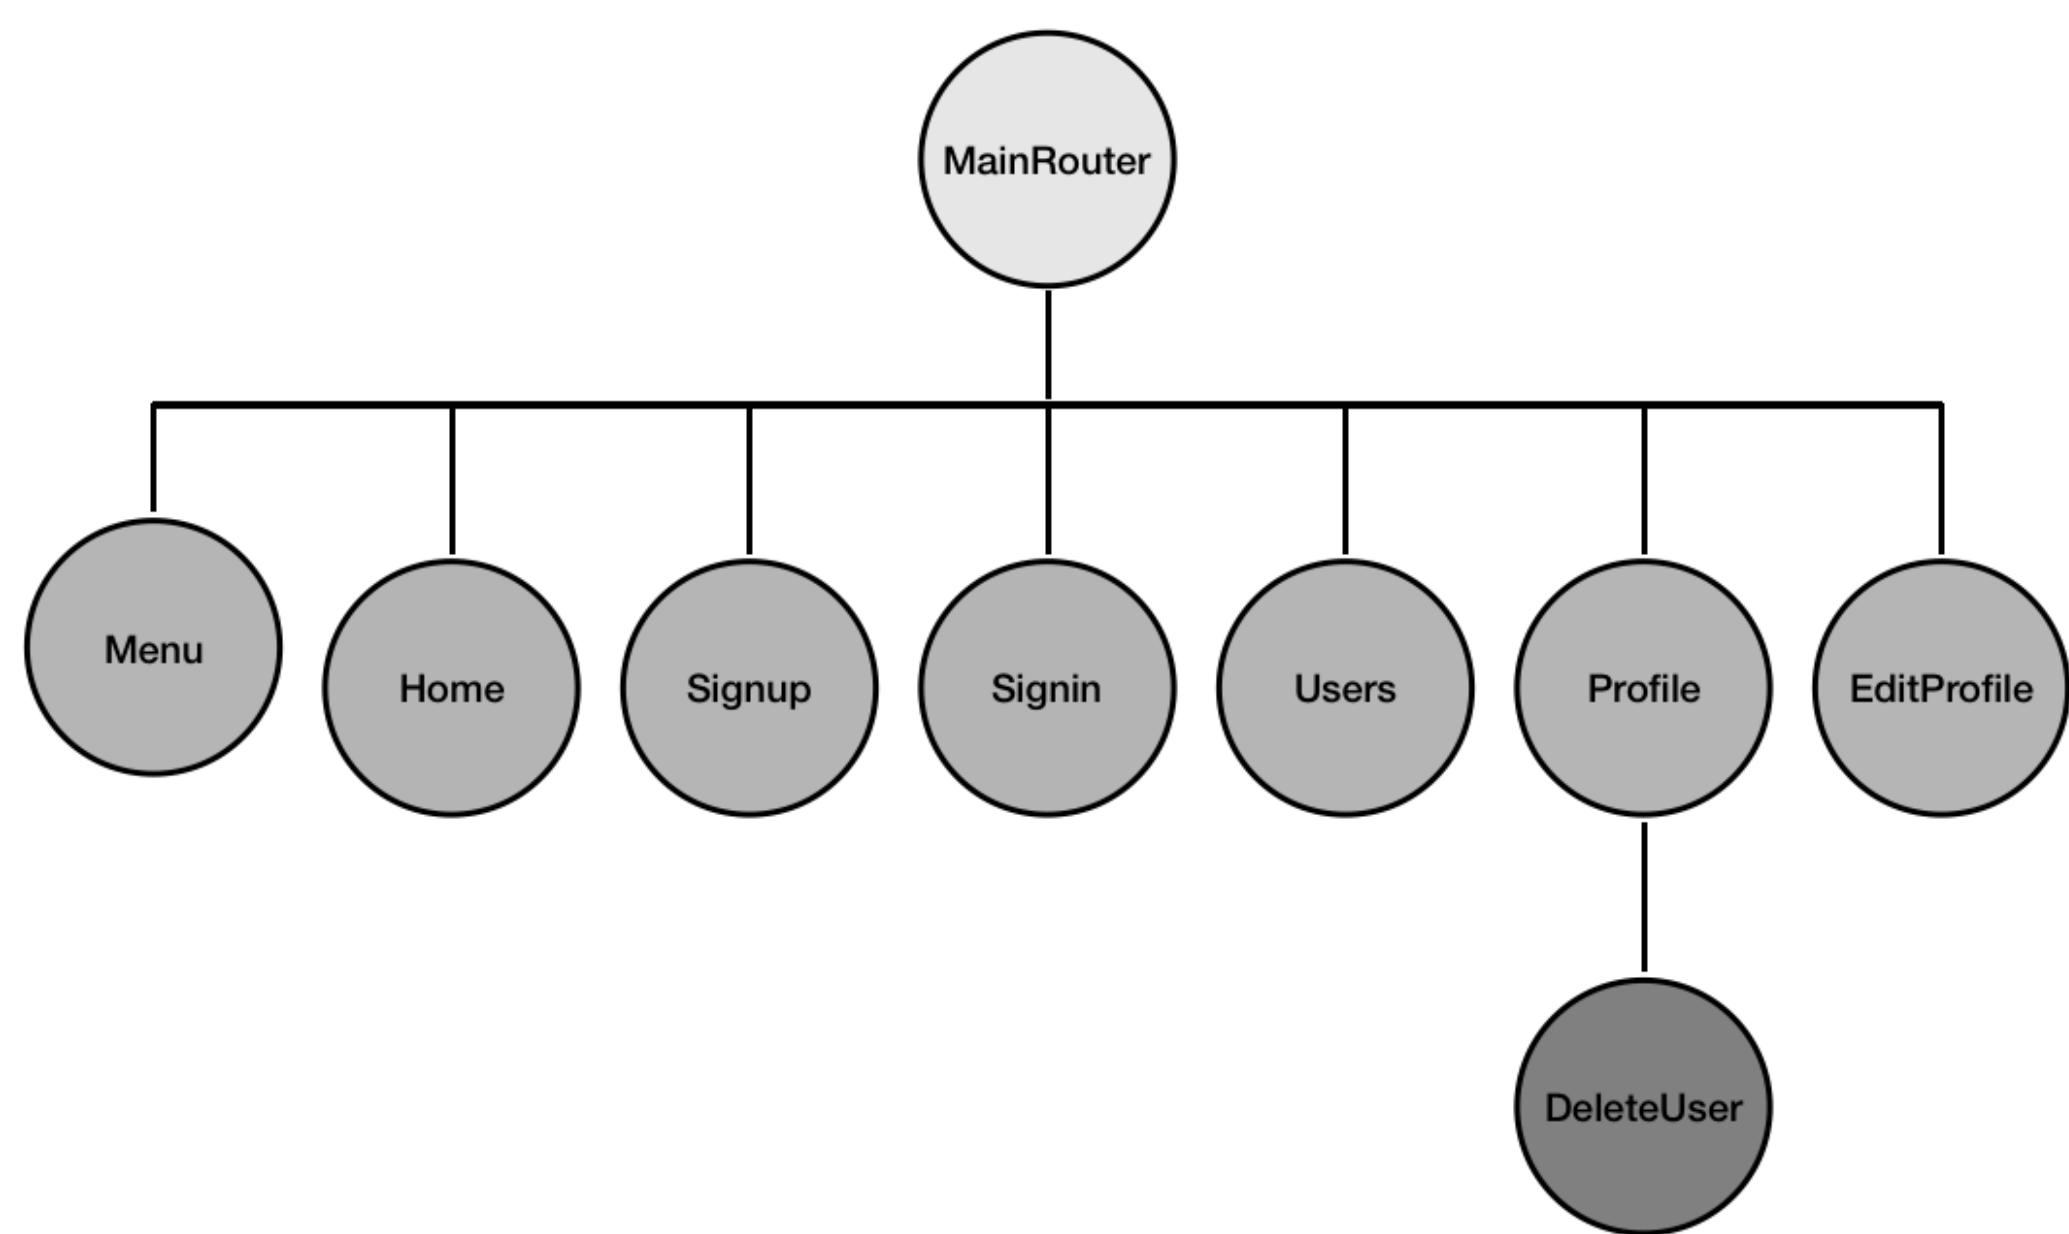 MainRouter
Menu
Home
Signup
Signin
Users
Profile
EditProfile
DeleteUser